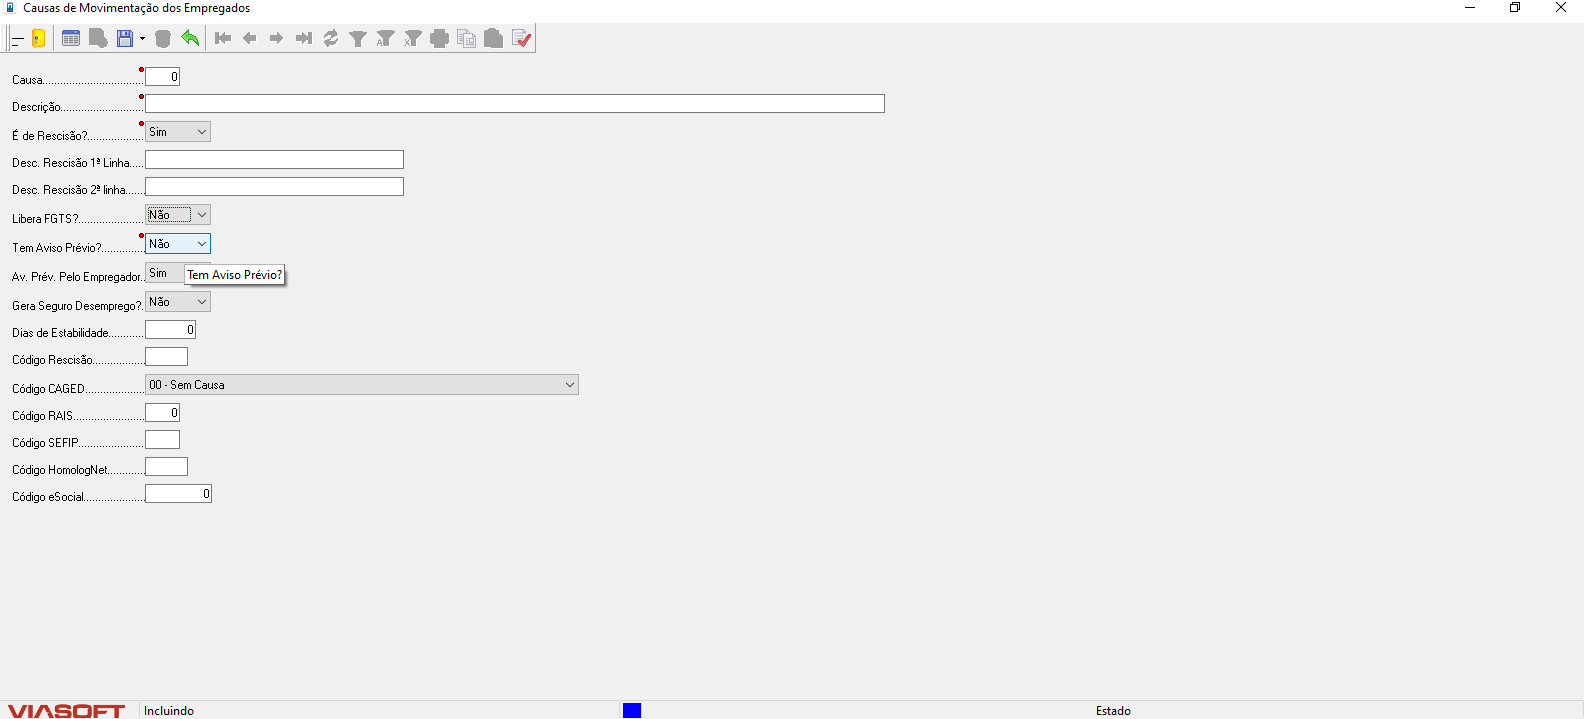 Causas de Movimentação dos Empregados
Causa 0
Descrição
É de Rescisão? Sim
Desc. Rescisão 1ª Linha
Desc. Rescisão 2ª linha
Libera FGTS? Não
Tem Aviso Prévio? Não
Av. Prév. Pelo Empregador Sim
Tem Aviso Prévio?
Gera Seguro Desemprego? Não
Dias de Estabilidade 0
Código Rescisão
Código CAGED 00 - Sem Causa
Código RAIS 0
Código SEFIP
Código HomologNet
Código eSocial 0
VIASOFT Incluindo Estado